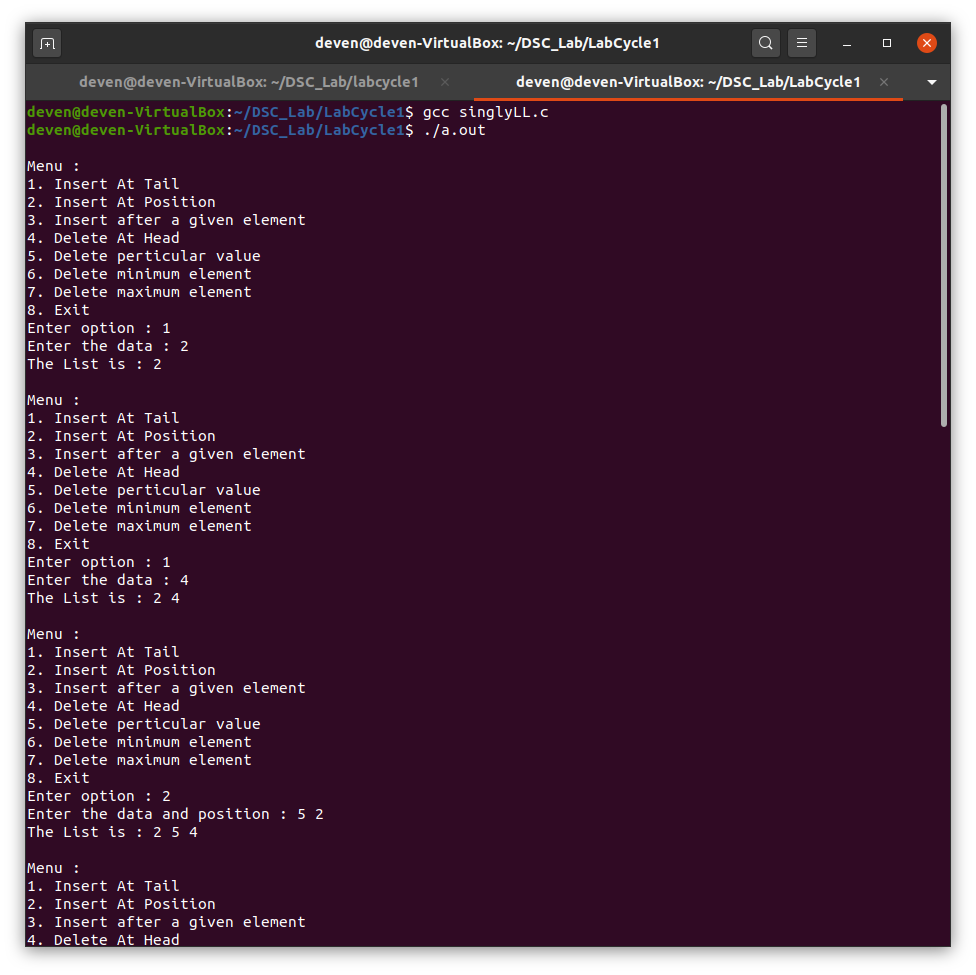 deven@deven-VirtualBox: ~/DSC_Lab/LabCycle1
deven@deven-VirtualBox: ~/DSC_Lab/labcycle1
deven@deven-VirtualBox: ~/DSC_Lab/LabCycle1
deven@deven-VirtualBox:~/DSC_Lab/LabCycle1$ gcc singlyLL.c
deven@deven-VirtualBox:~/DSC_Lab/LabCycle1$ ./a.out
Menu :
1. Insert At Tail
2. Insert At Position
3. Insert after a given element
4. Delete At Head
5. Delete perticular value
6. Delete minimum element
7. Delete maximum element
8. Exit
Enter option : 1
Enter the data : 2
The List is : 2
Menu :
1. Insert At Tail
2. Insert At Position
3. Insert after a given element
4. Delete At Head
5. Delete perticular value
6. Delete minimum element
7. Delete maximum element
8. Exit
Enter option : 1
Enter the data : 4
The List is : 2 4
Menu :
1. Insert At Tail
2. Insert At Position
3. Insert after a given element
4. Delete At Head
5. Delete perticular value
6. Delete minimum element
7. Delete maximum element
8. Exit
Enter option : 2
Enter the data and position : 5 2
The List is : 2 5 4
Menu :
1. Insert At Tail
2. Insert At Position
3. Insert after a given element
4. Delete At Head